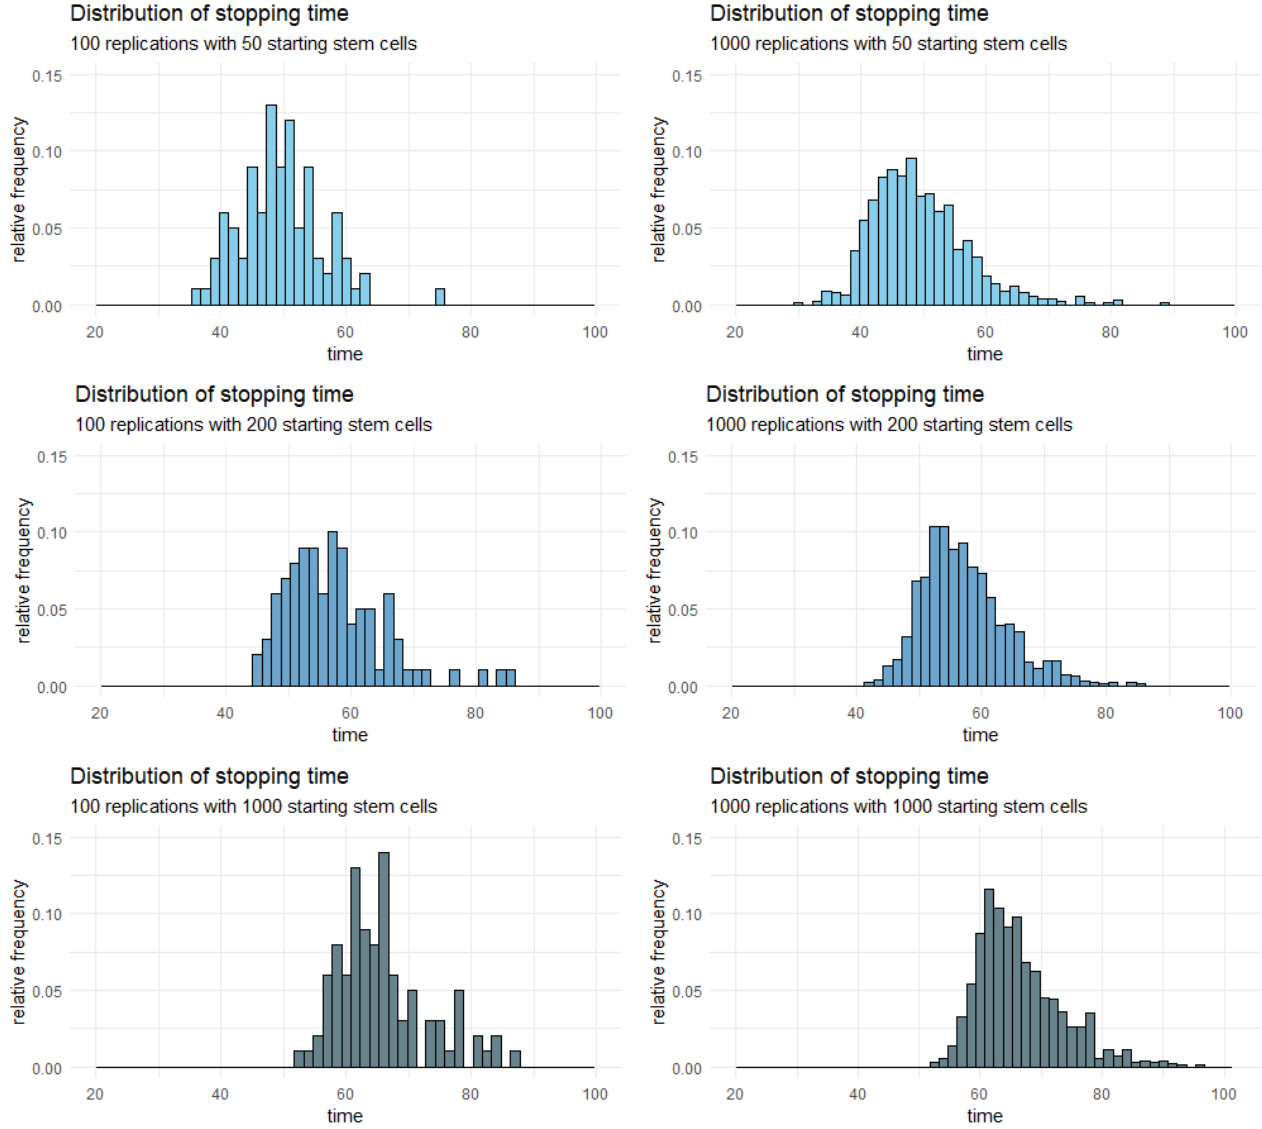 Distribution of stopping time
100 replications with 50 starting stem cells
0.15
0.10
0.05
0.00
relative frequency
20 40 60 80 100
time
Distribution of stopping time
1000 replications with 50 starting stem cells
0.15
0.10
0.05
0.00
relative frequency
20 40 60 80 100
time
Distribution of stopping time
100 replications with 200 starting stem cells
0.15
0.10
0.05
0.00
relative frequency
20 40 60 80 100
time
Distribution of stopping time
1000 replications with 200 starting stem cells
0.15
0.10
0.05
0.00
relative frequency
20 40 60 80 100
time
Distribution of stopping time
100 replications with 1000 starting stem cells
0.15
0.10
0.05
0.00
relative frequency
20 40 60 80 100
time
Distribution of stopping time
1000 replications with 1000 starting stem cells
0.15
0.10
0.05
0.00
relative frequency
20 40 60 80 100
time